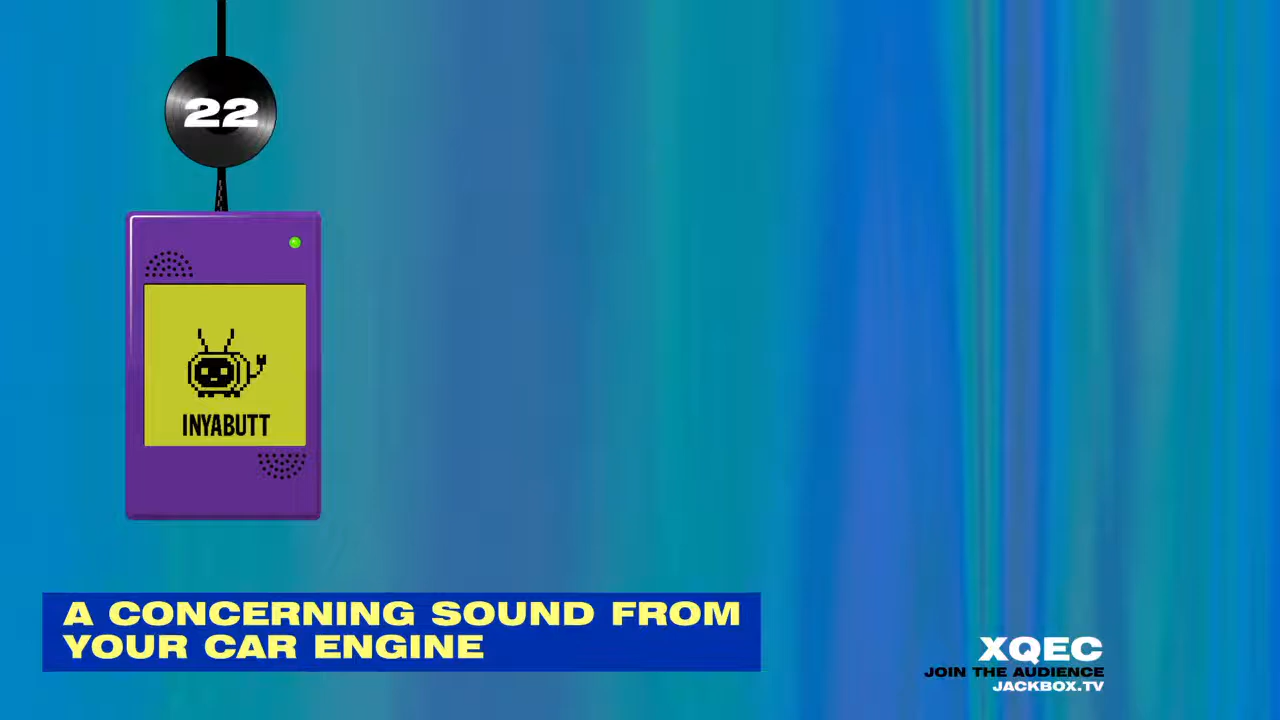 22
INYABUTT
A CONCERNING SOUND FROM
YOUR CAR ENGINE
XQEC
JOIN THE AUDIENCE
JACKBOX.TV